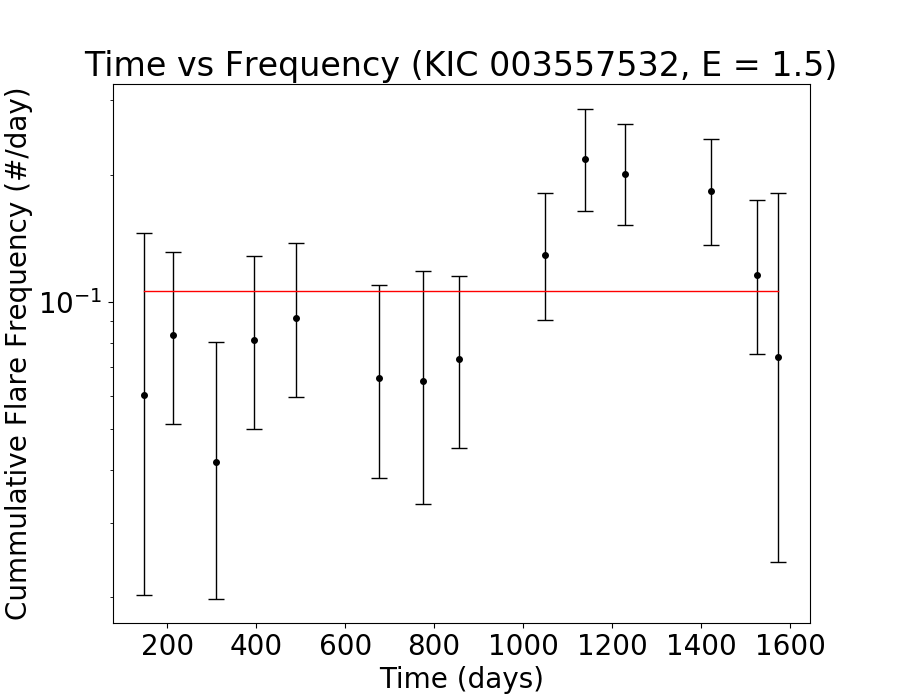 Time vs Frequency (KIC 003557532, E = 1.5)
Cummulative Flare Frequency (#/day)
10⁻¹
200 400 600 800 1000 1200 1400 1600
Time (days)